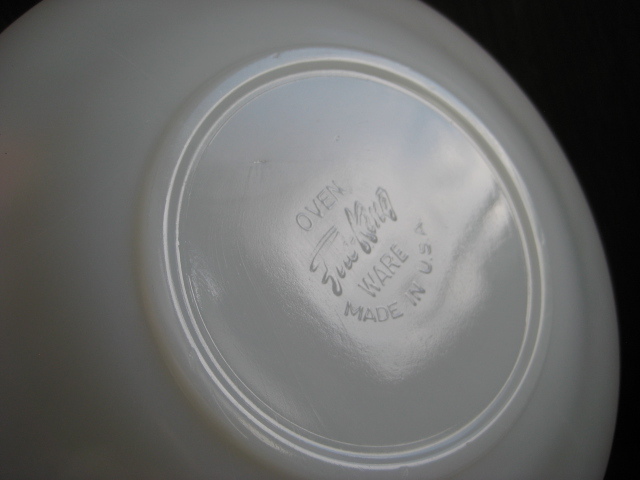 OVEN
Fire King
WARE
MADE IN U.S.A